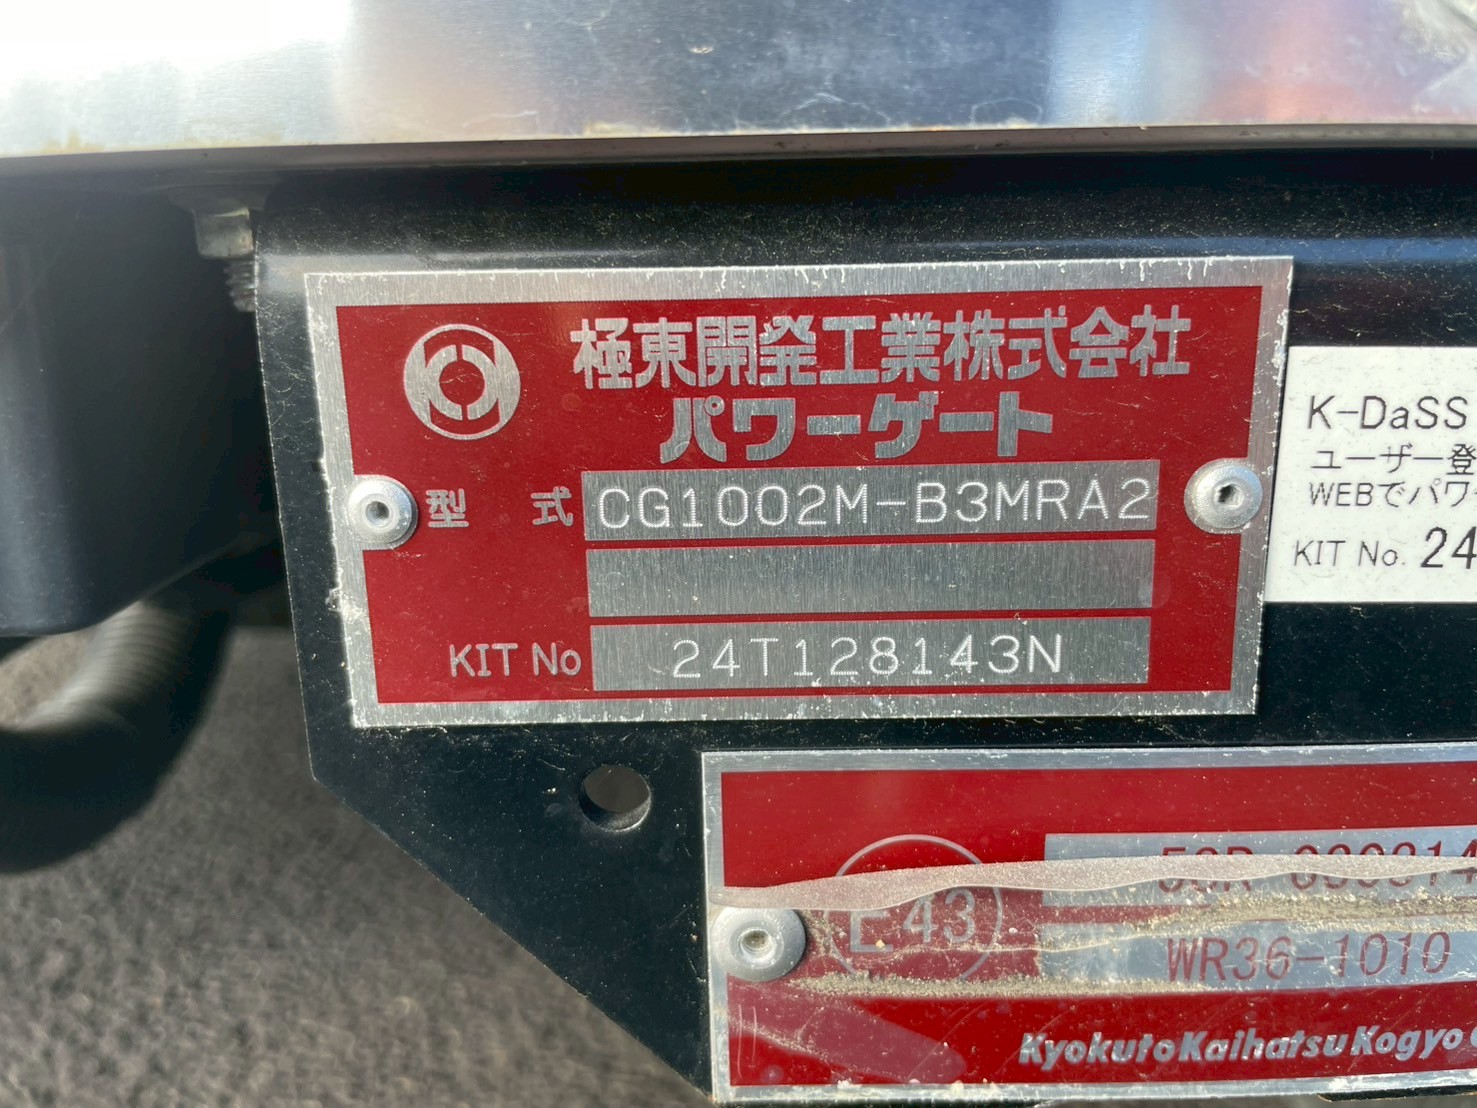 極東開発工業株式会社
パワーゲート
型 式 CG1002M-B3MRA2
KIT No 24T128143N
K-DaSS
ユーザー登
WEBでパワ
KIT No. 24
E43
WR36-1010
Kyokuto Kaihatsu Kogyo